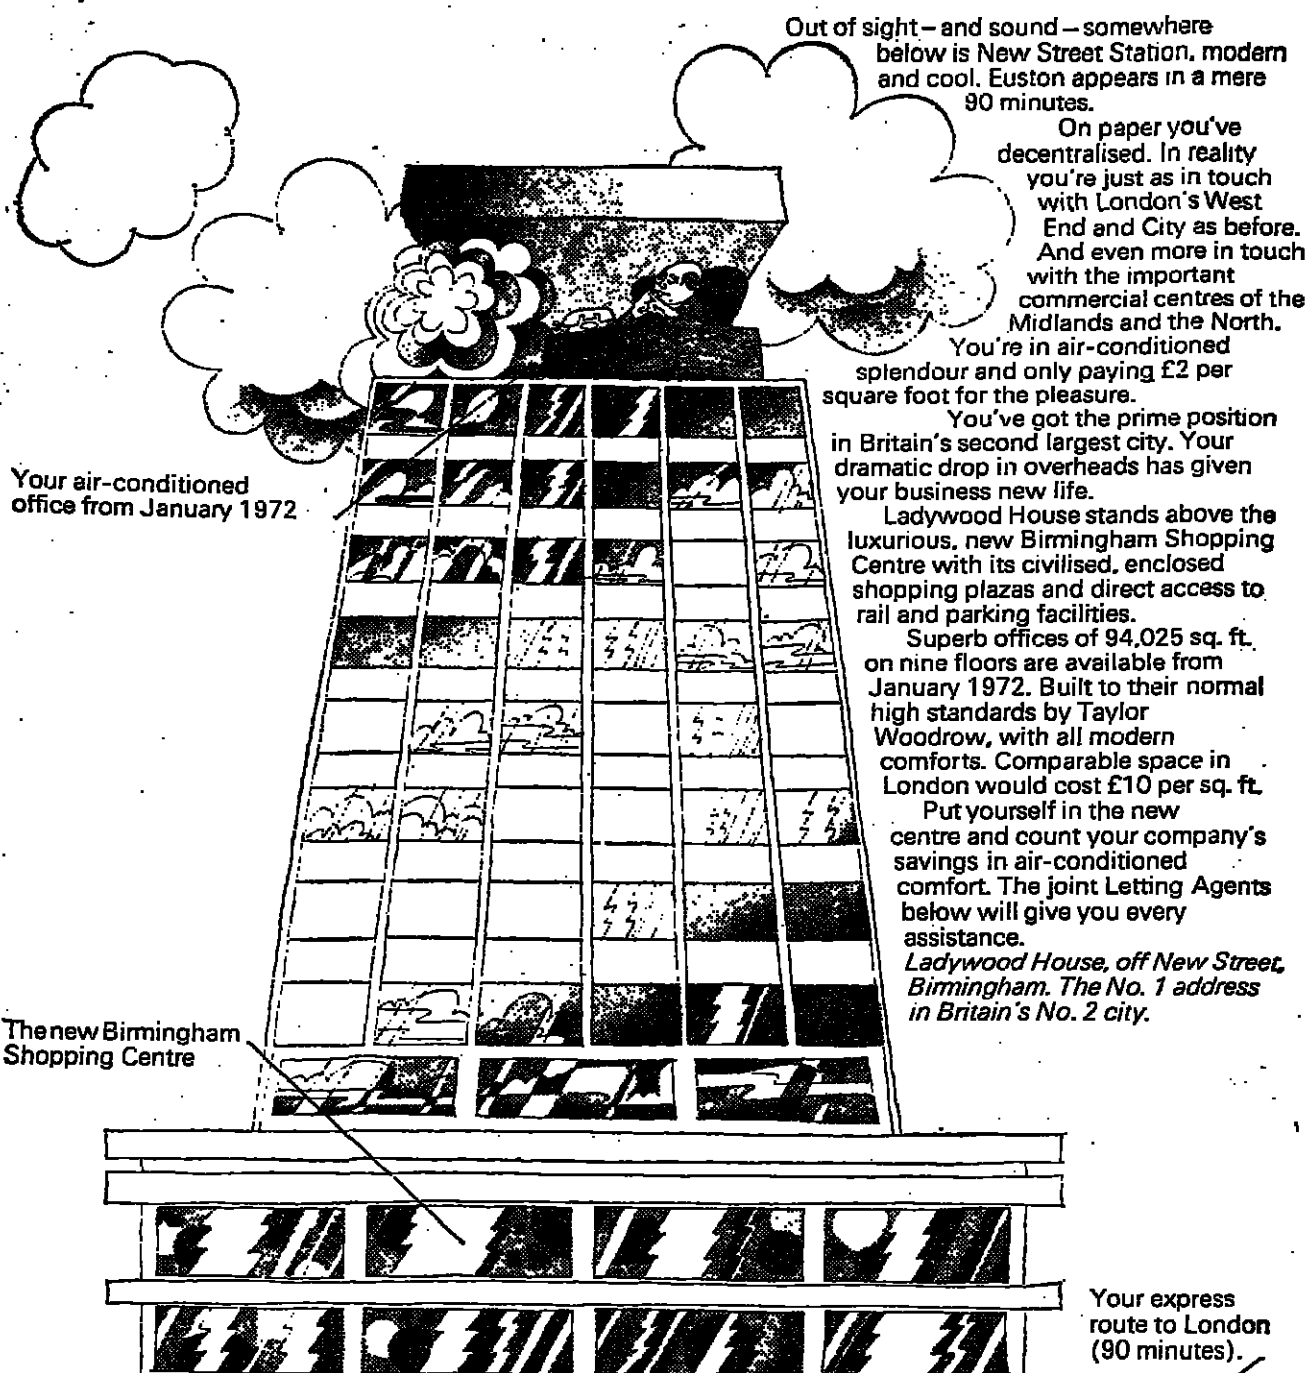 Out of sight – and sound – somewhere
below is New Street Station, modern
and cool. Euston appears in a mere
90 minutes.
On paper you've
decentralised. In reality
you're just as in touch
with London's West
End and City as before.
And even more in touch
with the important
commercial centres of the
Midlands and the North.
You're in air-conditioned
splendour and only paying £2 per
square foot for the pleasure.
You've got the prime position
in Britain's second largest city. Your
dramatic drop in overheads has given
your business new life.
Ladywood House stands above the
luxurious, new Birmingham Shopping
Centre with its civilised, enclosed
shopping plazas and direct access to
rail and parking facilities.
Superb offices of 94,025 sq. ft.
on nine floors are available from
January 1972. Built to their normal
high standards by Taylor
Woodrow, with all modern
comforts. Comparable space in
London would cost £10 per sq. ft.
Put yourself in the new
centre and count your company's
savings in air-conditioned
comfort. The joint Letting Agents
below will give you every
assistance.
Ladywood House, off New Street,
Birmingham. The No. 1 address
in Britain's No. 2 city.
Your air-conditioned
office from January 1972
The new Birmingham
Shopping Centre
Your express
route to London
(90 minutes).